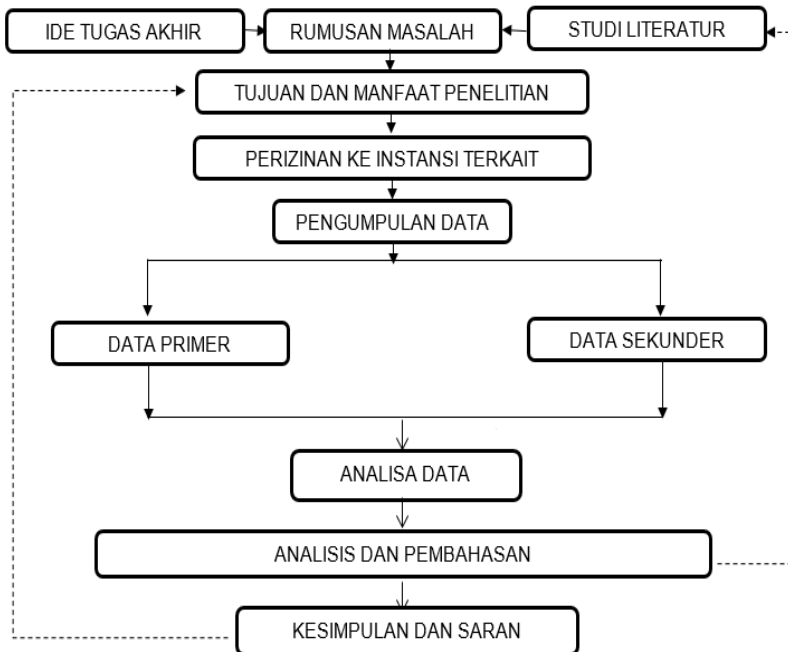 IDE TUGAS AKHIR
RUMUSAN MASALAH
STUDI LITERATUR
TUJUAN DAN MANFAAT PENELITIAN
PERIZINAN KE INSTANSI TERKAIT
PENGUMPULAN DATA
DATA PRIMER
DATA SEKUNDER
ANALISA DATA
ANALISIS DAN PEMBAHASAN
KESIMPULAN DAN SARAN